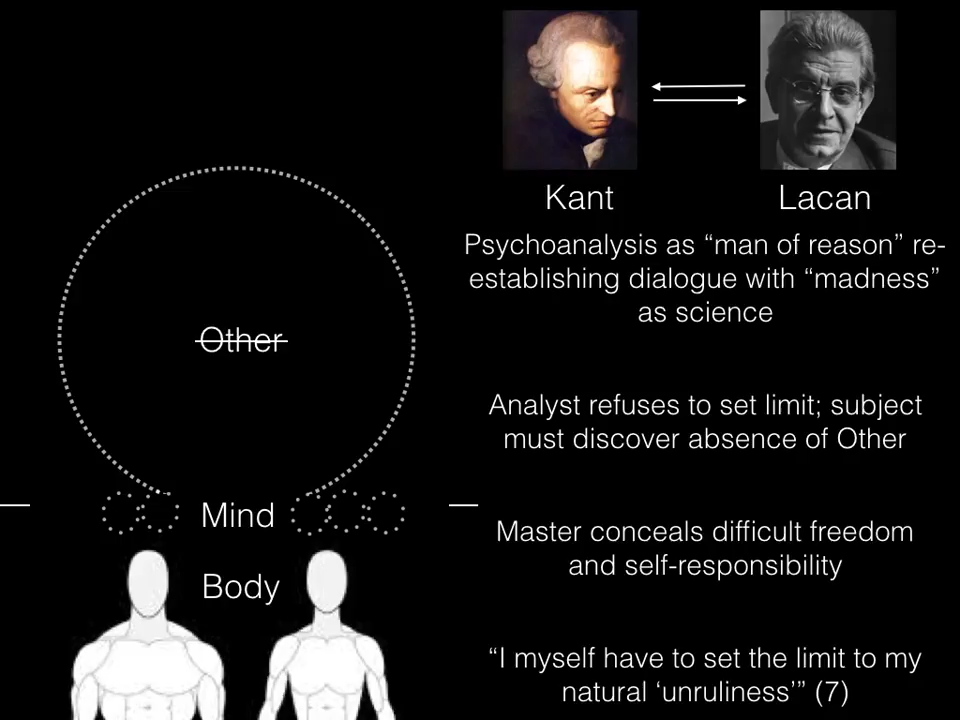 Kant
Lacan
Psychoanalysis as “man of reason” re-
establishing dialogue with “madness”
as science
Other
Analyst refuses to set limit; subject
must discover absence of Other
Mind
Master conceals difficult freedom
and self-responsibility
Body
“I myself have to set the limit to my
natural ‘unruliness’” (7)